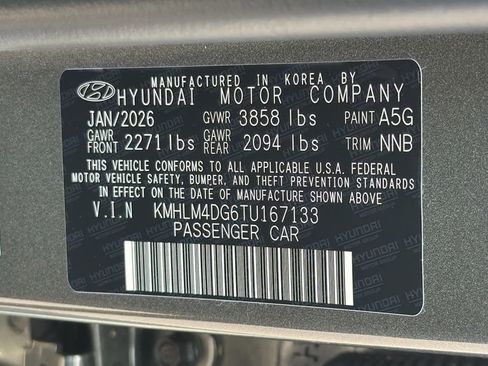 MANUFACTURED IN KOREA BY
HYUNDAI MOTOR COMPANY
JAN/2026 GVWR 3858 lbs PAINT A5G
GAWR FRONT 2271 lbs GAWR REAR 2094 lbs TRIM NNB
THIS VEHICLE CONFORMS TO ALL APPLICABLE U.S.A. FEDERAL
MOTOR VEHICLE SAFETY, BUMPER, AND THEFT PREVENTION STANDARDS
IN EFFECT ON THE DATE OF MANUFACTURE SHOWN ABOVE
V.I.N KMHLM4DG6TU167133
PASSENGER CAR